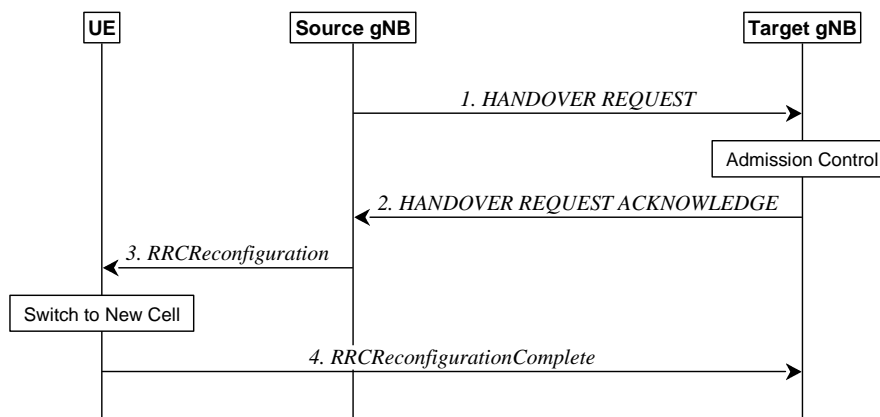 UE
Source gNB
Target gNB
1. HANDOVER REQUEST
Admission Control
2. HANDOVER REQUEST ACKNOWLEDGE
3. RRCReconfiguration
Switch to New Cell
4. RRCReconfigurationComplete